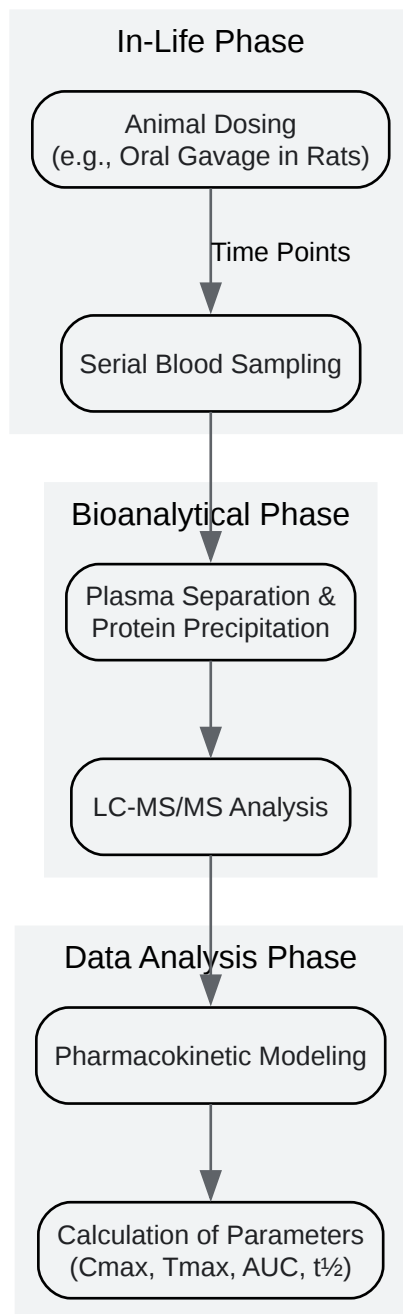 In-Life Phase
Animal Dosing
(e.g., Oral Gavage in Rats)
Time Points
Serial Blood Sampling
Bioanalytical Phase
Plasma Separation &
Protein Precipitation
LC-MS/MS Analysis
Data Analysis Phase
Pharmacokinetic Modeling
Calculation of Parameters
(Cmax, Tmax, AUC, t½)